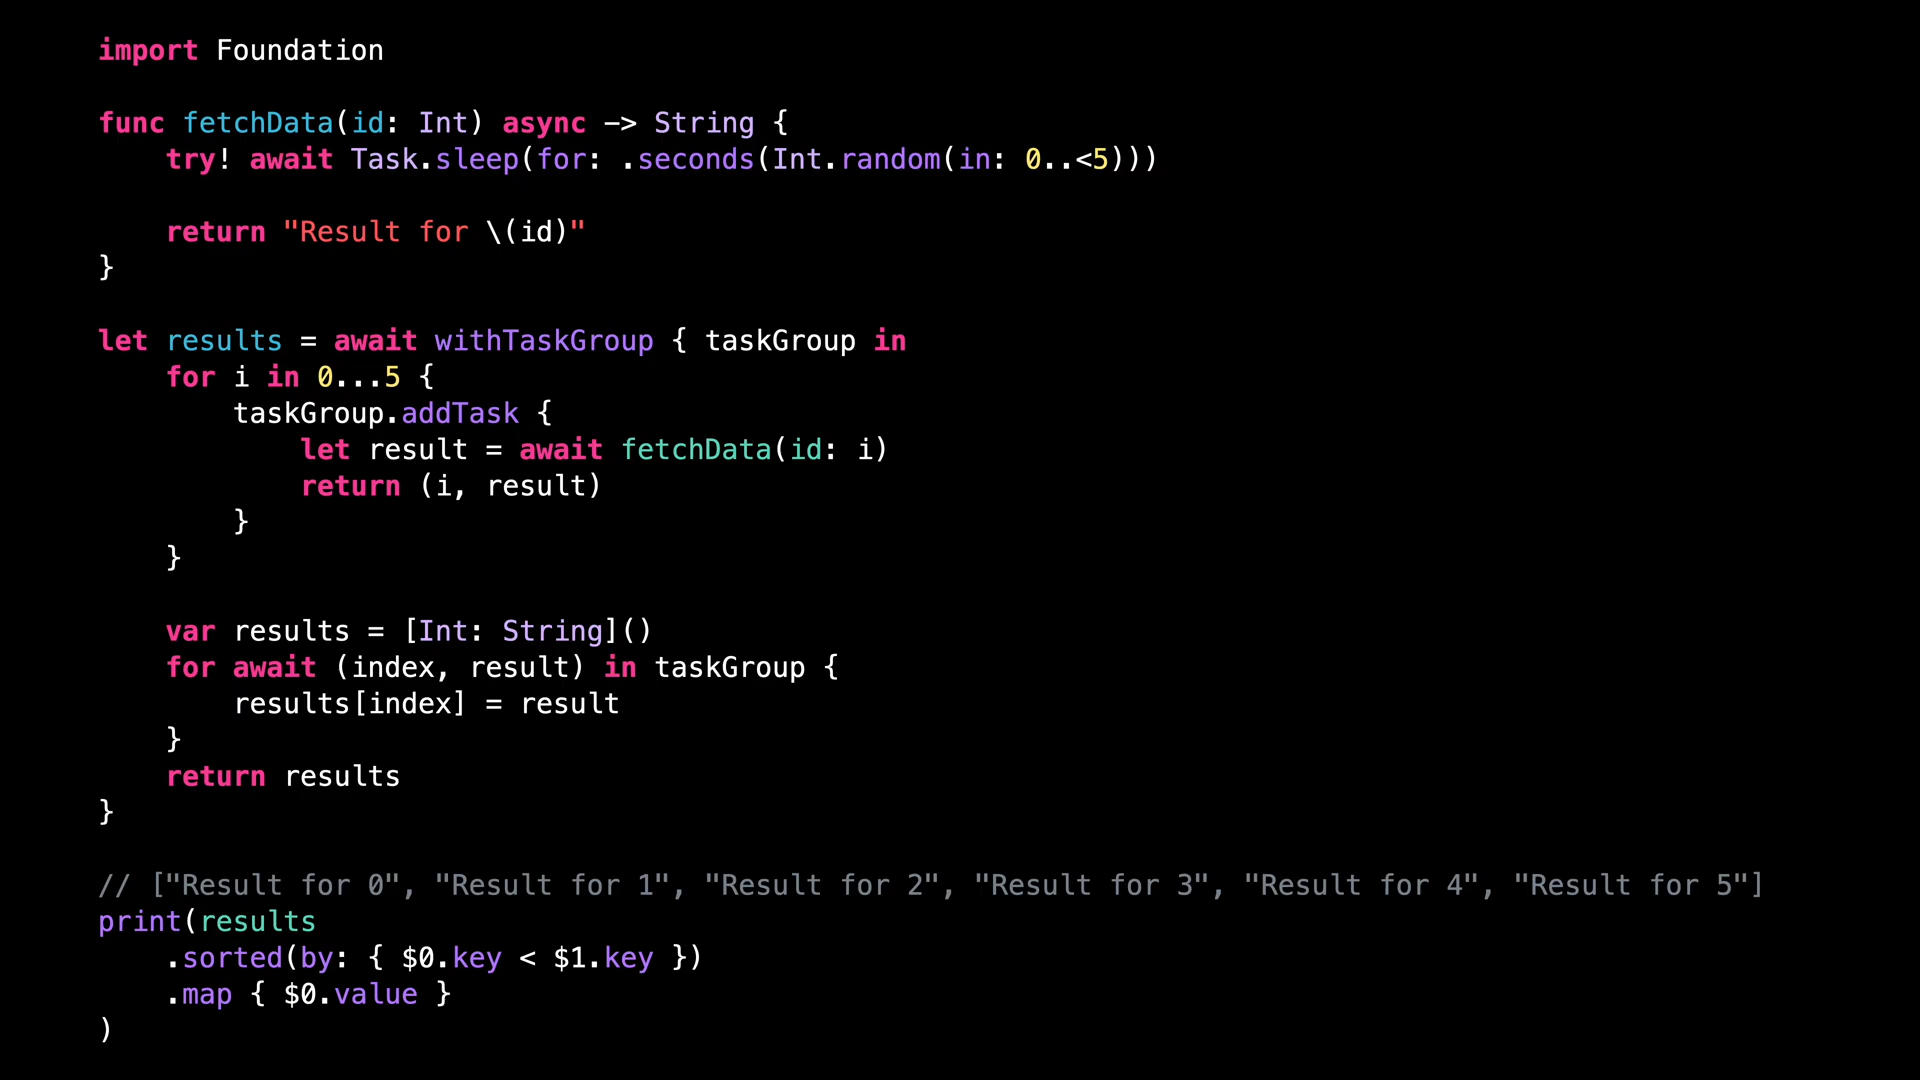 import Foundation
func fetchData(id: Int) async -> String {
    try! await Task.sleep(for: .seconds(Int.random(in: 0..<5)))
    return "Result for \(id)"
}
let results = await withTaskGroup { taskGroup in
    for i in 0...5 {
        taskGroup.addTask {
            let result = await fetchData(id: i)
            return (i, result)
        }
    }
    var results = [Int: String]()
    for await (index, result) in taskGroup {
        results[index] = result
    }
    return results
}
// ["Result for 0", "Result for 1", "Result for 2", "Result for 3", "Result for 4", "Result for 5"]
print(results
    .sorted(by: { $0.key < $1.key })
    .map { $0.value }
)